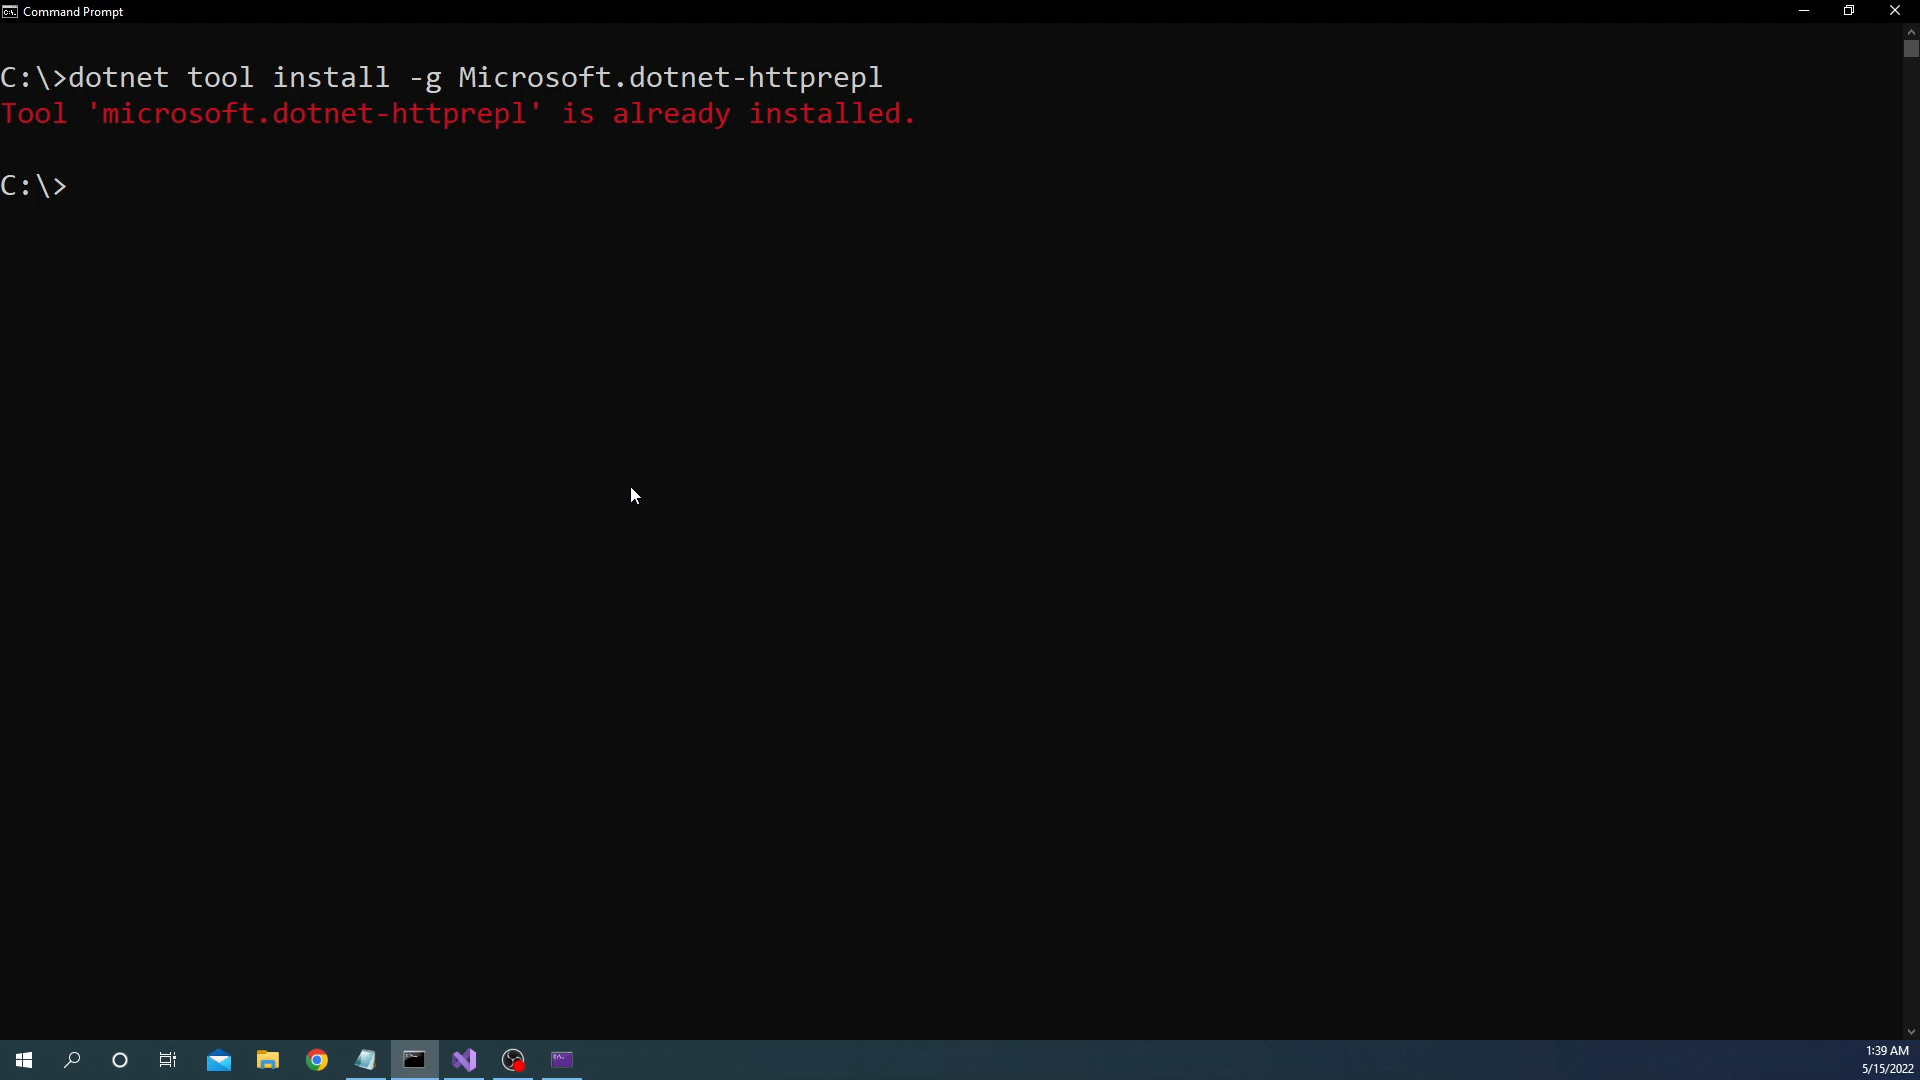 Command Prompt
C:\>dotnet tool install -g Microsoft.dotnet-httprepl
Tool 'microsoft.dotnet-httprepl' is already installed.
C:\>
1:39 AM
5/15/2022